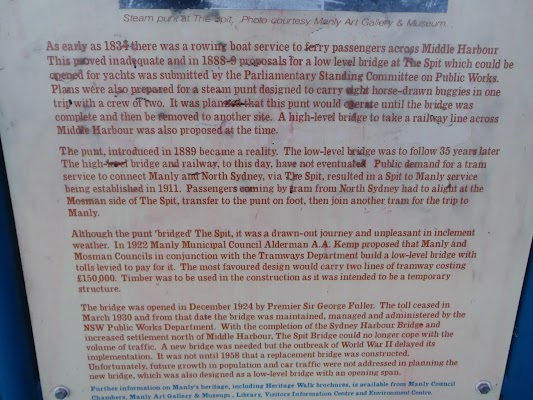 Steam punt at The Spit, Photo courtesy Manly Art Gallery & Museum
As early as 1834 there was a rowing boat service to ferry passengers across Middle Harbour
This proved inadequate and in 1888-9 proposals for a low level bridge at The Spit which could be
opened for yachts was submitted by the Parliamentary Standing Committee on Public Works.
Plans were also prepared for a steam punt designed to carry eight horse-drawn buggies in one
trip with a crew of two. It was planned that this punt would operate until the bridge was
complete and then be removed to another site. A high-level bridge to take a railway line across
Middle Harbour was also proposed at the time.
The punt, introduced in 1889 became a reality. The low-level bridge was to follow 35 years later
The high-level bridge and railway, to this day, have not eventuated Public demand for a tram
service to connect Manly and North Sydney, via The Spit, resulted in a Spit to Manly service
being established in 1911. Passengers coming by tram from North Sydney had to alight at the
Mosman side of The Spit, transfer to the punt on foot, then join another tram for the trip to
Manly.
Although the punt 'bridged' The Spit, it was a drawn-out journey and unpleasant in inclement
weather. In 1922 Manly Municipal Council Alderman A.A. Kemp proposed that Manly and
Mosman Councils in conjunction with the Tramways Department build a low-level bridge with
tolls levied to pay for it. The most favoured design would carry two lines of tramway costing
£150,000. Timber was to be used in the construction as it was intended to be a temporary
structure.
The bridge was opened in December 1924 by Premier Sir George Fuller. The toll ceased in
March 1930 and from that date the bridge was maintained, managed and administered by the
NSW Public Works Department. With the completion of the Sydney Harbour Bridge and
increased settlement north of Middle Harbour, The Spit Bridge could no longer cope with the
volume of traffic. A new bridge was needed but the outbreak of World War II delayed its
implementation. It was not until 1958 that a replacement bridge was constructed.
Unfortunately, future growth in population and car traffic were not addressed in planning the
new bridge, which was also designed as a low-level bridge with an opening span.
Further information on Manly's heritage, including Heritage Walk brochures, is available from Manly Council
Chambers, Manly Art Gallery & Museum, Library, Visitors Information Centre and Environment Centre.